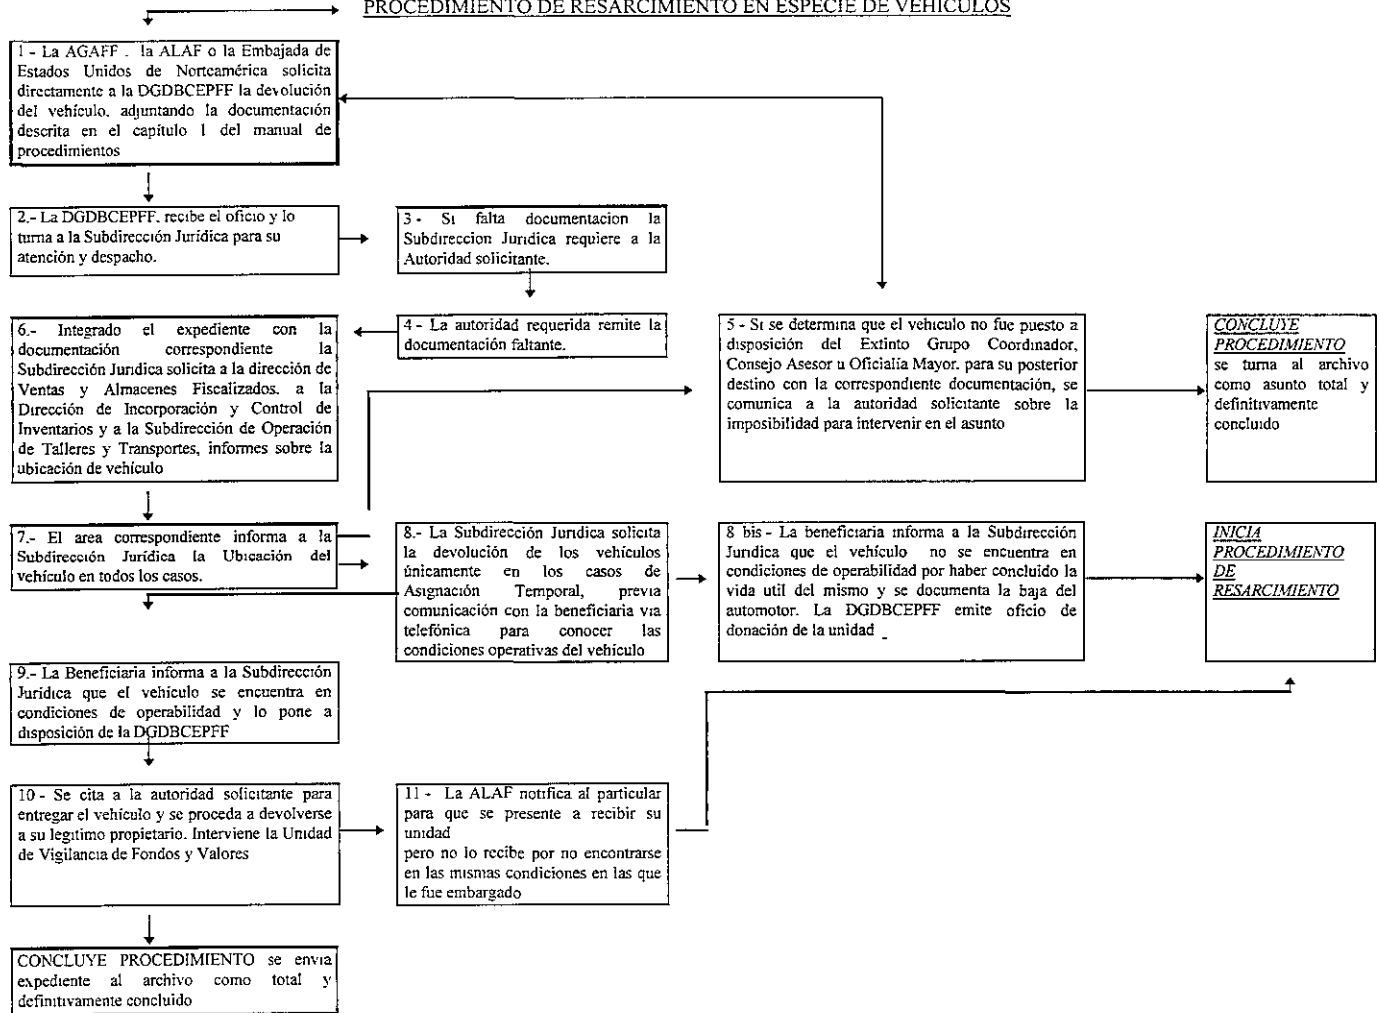 PROCEDIMIENTO DE RESARCIMIENTO EN ESPECIE DE VEHICULOS
1 - La AGAFF . la ALAF o la Embajada de
Estados Unidos de Norteamérica solicita
directamente a la DGDBCEPFF la devolución
del vehículo. adjuntando la documentación
descrita en el capítulo 1 del manual de
procedimientos
2.- La DGDBCEPFF. recibe el oficio y lo
turna a la Subdirección Jurídica para su
atención y despacho.
3 - Si falta documentacion la
Subdireccion Juridica requiere a la
Autoridad solicitante.
4 - La autoridad requerida remite la
documentación faltante.
5 - Si se determina que el vehiculo no fue puesto a
disposición del Extinto Grupo Coordinador,
Consejo Asesor u Oficialía Mayor. para su posterior
destino con la correspondiente documentación, se
comunica a la autoridad solicitante sobre la
imposibilidad para intervenir en el asunto
CONCLUYE
PROCEDIMIENTO
se turna al archivo
como asunto total y
definitivamente
concluido
6.- Integrado el expediente con la
documentación correspondiente la
Subdirección Juridica solicita a la dirección de
Ventas y Almacenes Fiscalizados. a la
Dirección de Incorporación y Control de
Inventarios y a la Subdirección de Operación
de Talleres y Transportes, informes sobre la
ubicación de vehículo
7.- El area correspondiente informa a la
Subdirección Jurídica la Ubicación del
vehículo en todos los casos.
8.- La Subdirección Juridica solicita
la devolución de los vehículos
únicamente en los casos de
Asignación Temporal, previa
comunicación con la beneficiaria via
telefónica para conocer las
condiciones operativas del vehículo
8 bis - La beneficiaria informa a la Subdirección
Juridica que el vehículo no se encuentra en
condiciones de operabilidad por haber concluido la
vida util del mismo y se documenta la baja del
automotor. La DGDBCEPFF emite oficio de
donación de la unidad
INICIA
PROCEDIMIENTO
DE
RESARCIMIENTO
9.- La Beneficiaria informa a la Subdirección
Jurídica que el vehículo se encuentra en
condiciones de operabilidad y lo pone a
disposición de la DGDBCEPFF
10 - Se cita a la autoridad solicitante para
entregar el vehículo y se proceda a devolverse
a su legitimo propietario. Interviene la Unidad
de Vigilancia de Fondos y Valores
11 - La ALAF notifica al particular
para que se presente a recibir su
unidad
pero no lo recibe por no encontrarse
en las mismas condiciones en las que
le fue embargado
CONCLUYE PROCEDIMIENTO se envia
expediente al archivo como total y
definitivamente concluido